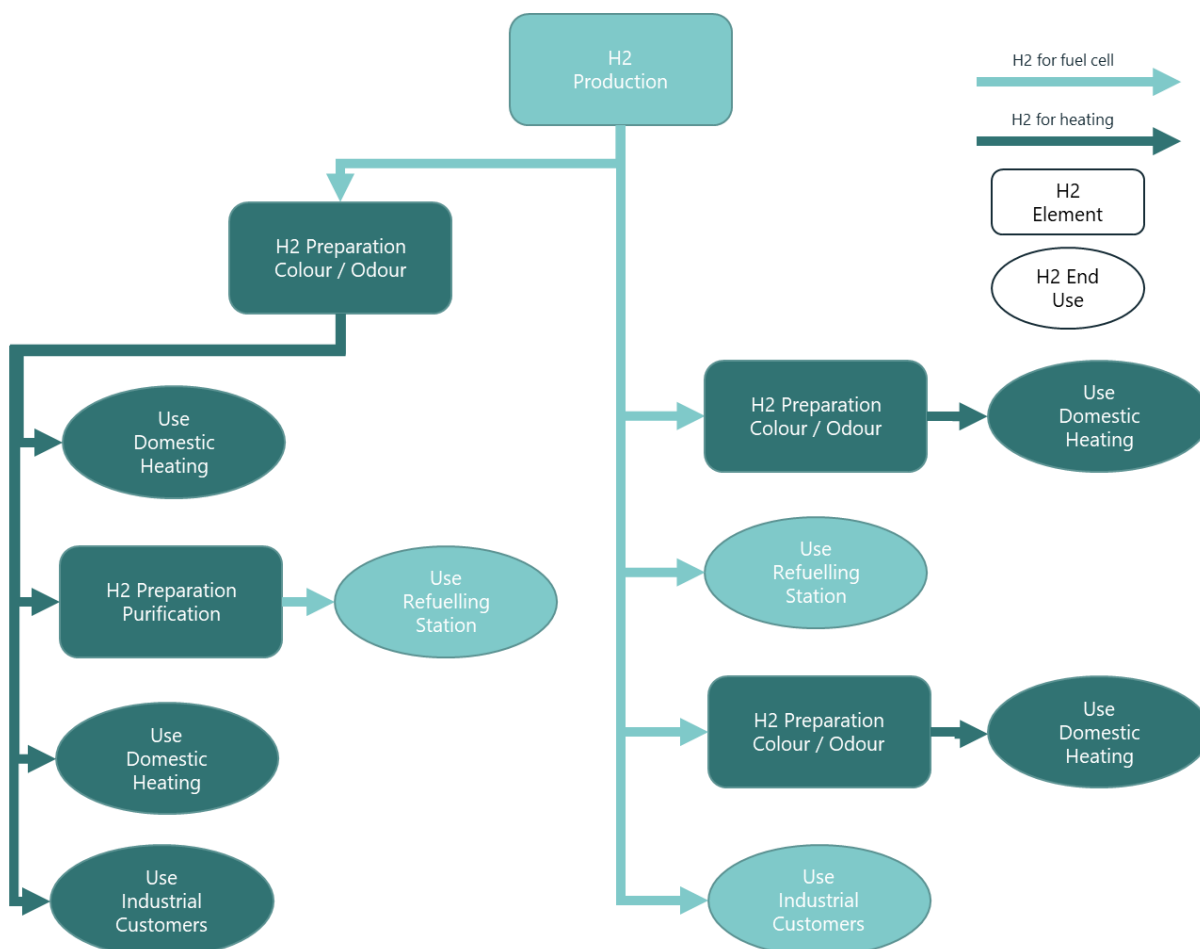 H2
Production
H2 for fuel cell
H2 for heating
H2
Element
H2 End
Use
H2 Preparation
Colour / Odour
Use
Domestic
Heating
H2 Preparation
Purification
Use
Refuelling
Station
Use
Domestic
Heating
Use
Industrial
Customers
H2 Preparation
Colour / Odour
Use
Domestic
Heating
Use
Refuelling
Station
H2 Preparation
Colour / Odour
Use
Domestic
Heating
Use
Industrial
Customers